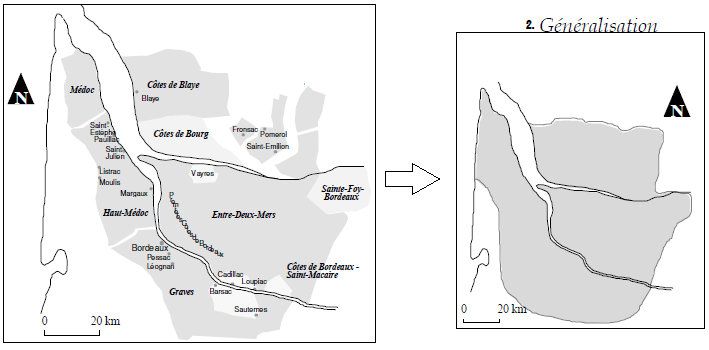 2. Généralisation
N
Médoc
Côtes de Blaye
Blaye
Saint-
Estèphe
Pauillac
Côtes de Bourg
Fronsac
Pomerol
Saint-Emilion
Saint-
Julien
Listrac
Moulis
Vayres
Margaux
Sainte-Foy-
Bordeaux
Haut-Médoc
Entre-Deux-Mers
Bordeaux
Pessac
Léognan
Côtes de Bordeaux -
Saint-Macaire
Cadillac
Loupiac
Graves
Barsac
Sauternes
0 20 km
N
0 20 km